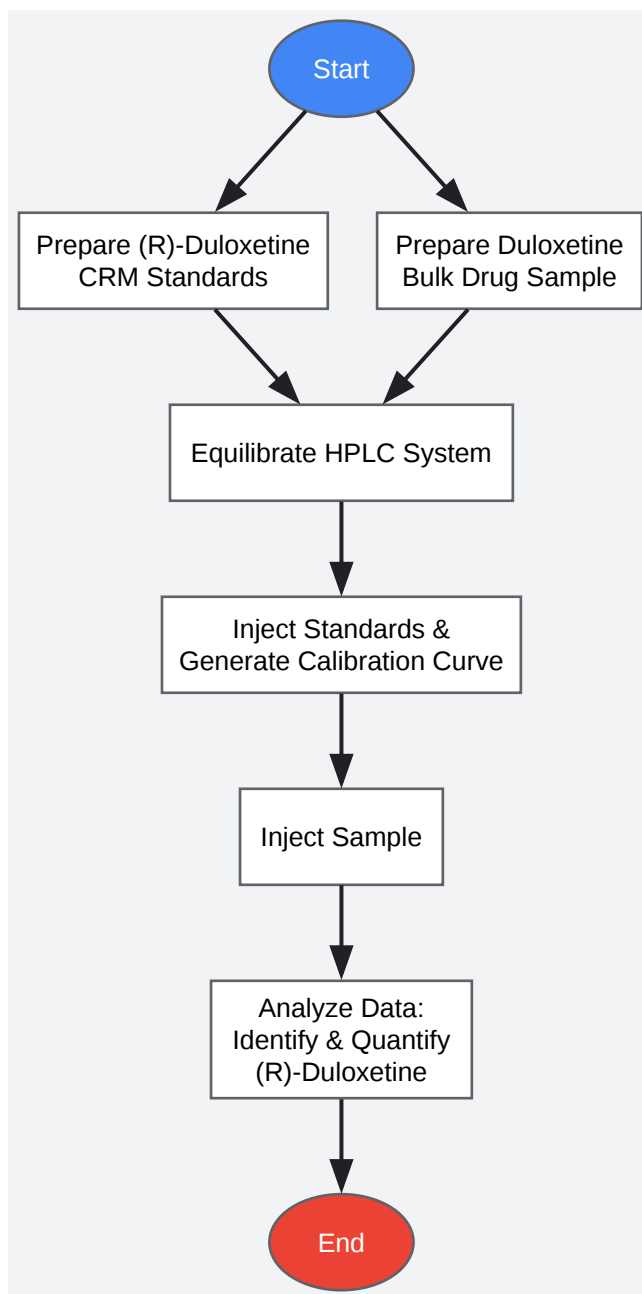 Start
Prepare (R)-Duloxetine
CRM Standards
Prepare Duloxetine
Bulk Drug Sample
Equilibrate HPLC System
Inject Standards &
Generate Calibration Curve
Inject Sample
Analyze Data:
Identify & Quantify
(R)-Duloxetine
End